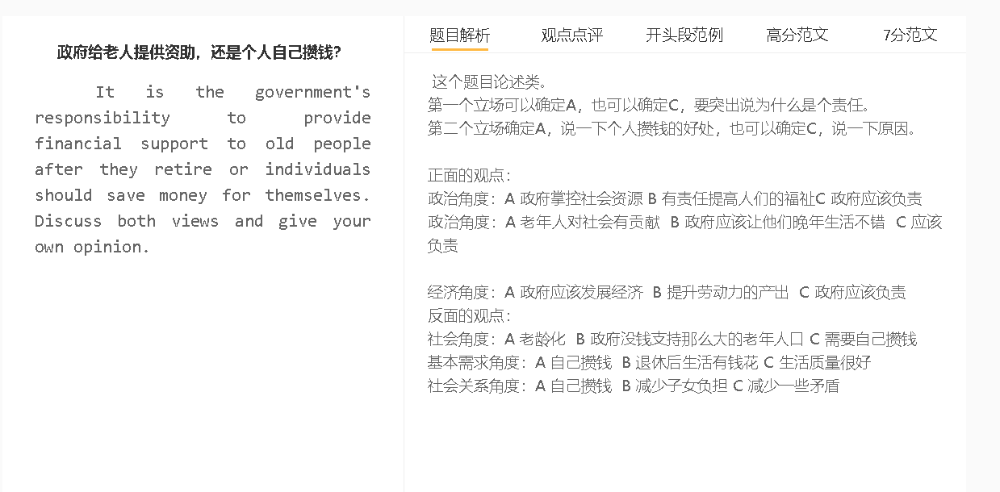 政府给老人提供资助，还是个人自己攒钱？
It is the government's
responsibility to provide
financial support to old people
after they retire or individuals
should save money for themselves.
Discuss both views and give your
own opinion.
题目解析 观点点评 开头段范例 高分范文 7分范文
这个题目论述类。
第一个立场可以确定A，也可以确定C，要突出说为什么是个责任。
第二个立场确定A，说一下个人攒钱的好处，也可以确定C，说一下原因。
正面的观点：
政治角度：A 政府掌控社会资源 B 有责任提高人们的福祉C 政府应该负责
政治角度：A 老年人对社会有贡献 B 政府应该让他们晚年生活不错 C 应该
负责
经济角度：A 政府应该发展经济 B 提升劳动力的产出 C 政府应该负责
反面的观点：
社会角度：A 老龄化 B 政府没钱支持那么大的老年人口 C 需要自己攒钱
基本需求角度：A 自己攒钱 B 退休后生活有钱花 C 生活质量很好
社会关系角度：A 自己攒钱 B 减少子女负担 C 减少一些矛盾